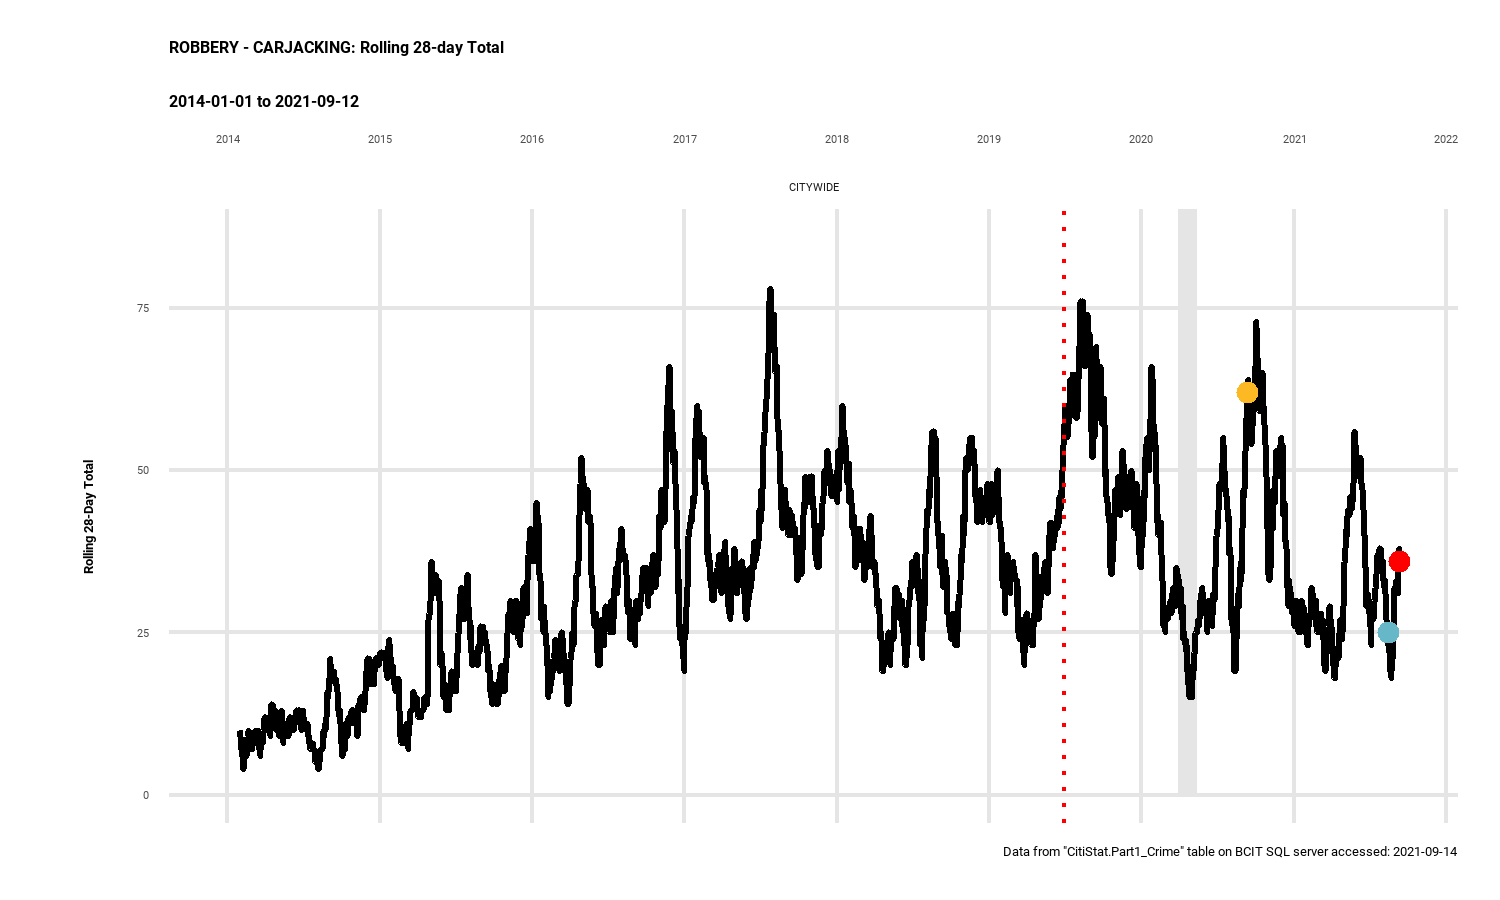 ROBBERY - CARJACKING: Rolling 28-day Total
2014-01-01 to 2021-09-12
2014 2015 2016 2017 2018 2019 2020 2021 2022
CITYWIDE
75
50
25
0
Rolling 28-Day Total
Data from "CitiStat.Part1_Crime" table on BCIT SQL server accessed: 2021-09-14